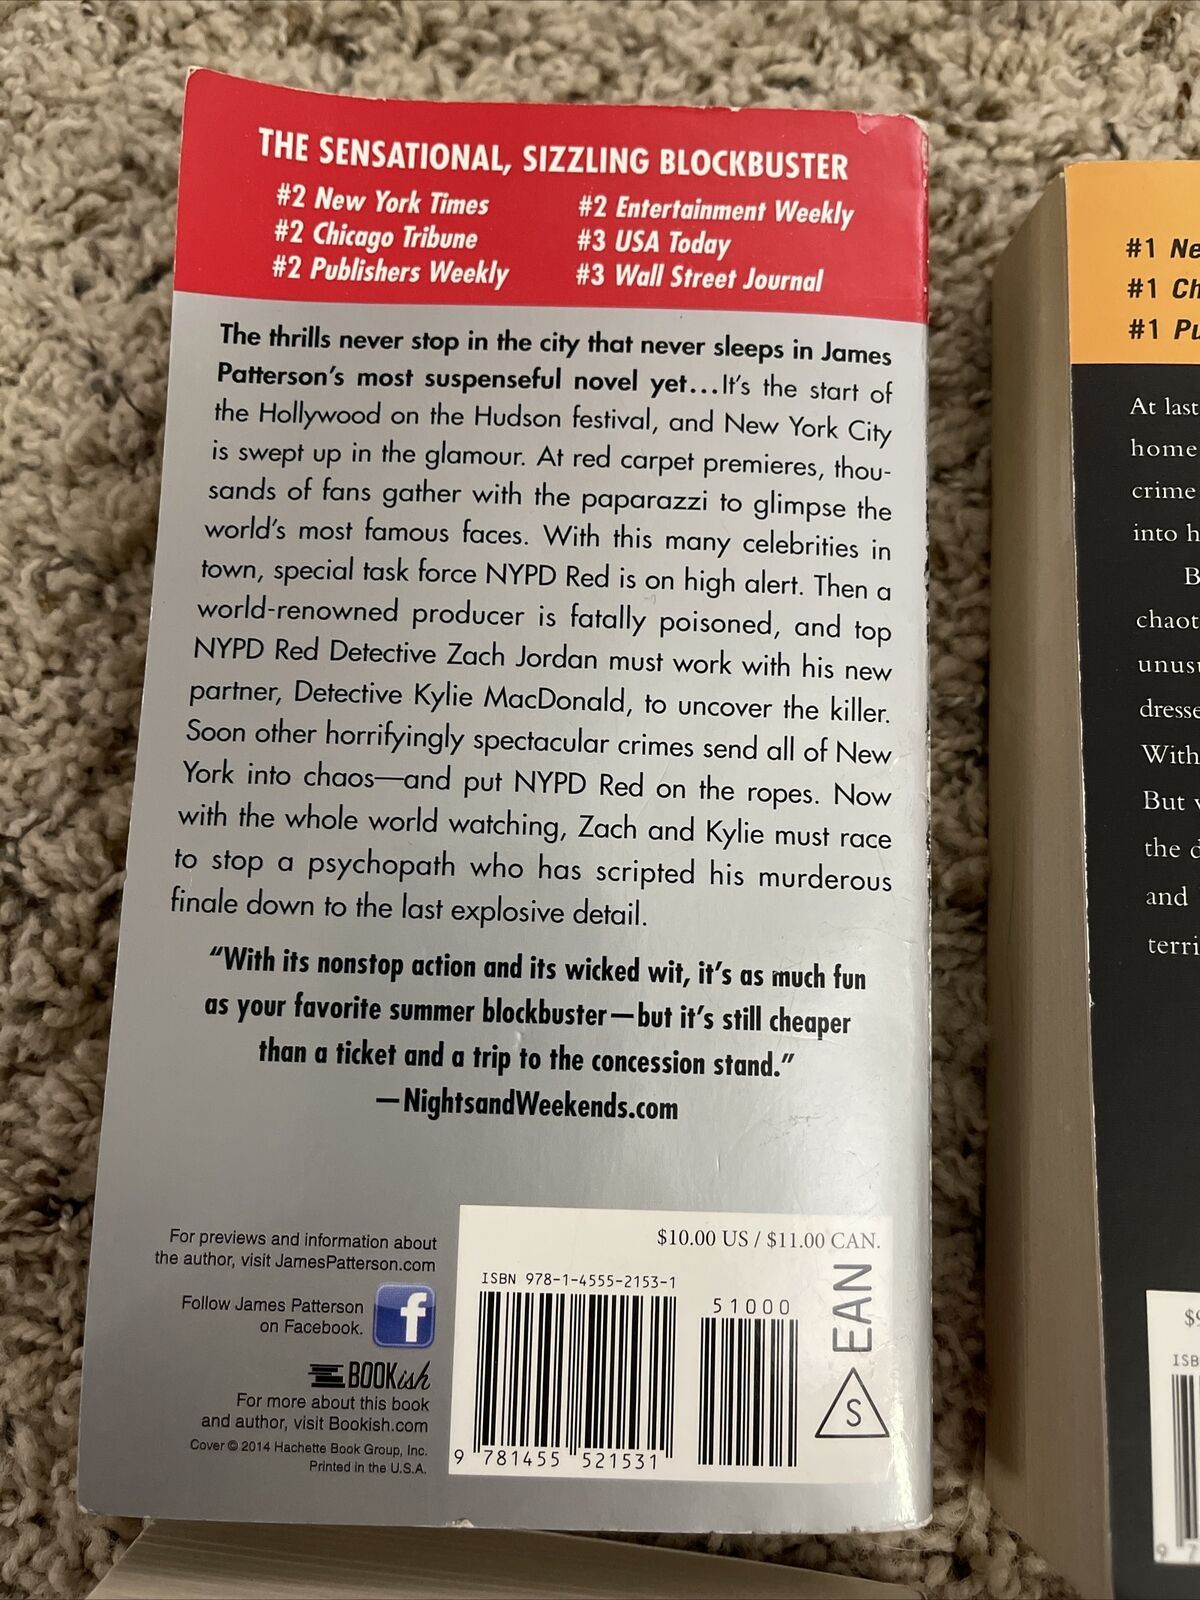 THE SENSATIONAL, SIZZLING BLOCKBUSTER
#2 New York Times
#2 Chicago Tribune
#2 Publishers Weekly
#2 Entertainment Weekly
#3 USA Today
#3 Wall Street Journal
The thrills never stop in the city that never sleeps in James
Patterson's most suspenseful novel yet...It's the start of
the Hollywood on the Hudson festival, and New York City
is swept up in the glamour. At red carpet premieres, thou-
sands of fans gather with the paparazzi to glimpse the
world's most famous faces. With this many celebrities in
town, special task force NYPD Red is on high alert. Then a
world-renowned producer is fatally poisoned, and top
NYPD Red Detective Zach Jordan must work with his new
partner, Detective Kylie MacDonald, to uncover the killer.
Soon other horrifyingly spectacular crimes send all of New
York into chaos—and put NYPD Red on the ropes. Now
with the whole world watching, Zach and Kylie must race
to stop a psychopath who has scripted his murderous
finale down to the last explosive detail.
"With its nonstop action and its wicked wit, it's as much fun
as your favorite summer blockbuster—but it's still cheaper
than a ticket and a trip to the concession stand."
—NightsandWeekends.com
For previews and information about
the author, visit JamesPatterson.com
Follow James Patterson
on Facebook.
f
BOOKish
For more about this book
and author, visit Bookish.com
Cover © 2014 Hachette Book Group, Inc.
Printed in the U.S.A.
$10.00 US / $11.00 CAN.
ISBN 978-1-4555-2153-1
51000
9 781455 521531
EAN
S
#1 Ne
#1 Ch
#1 Pu
At last
home
crime
into h
B
chaot
unusu
dresse
With
But v
the d
and
terri
$9
ISB
9 7